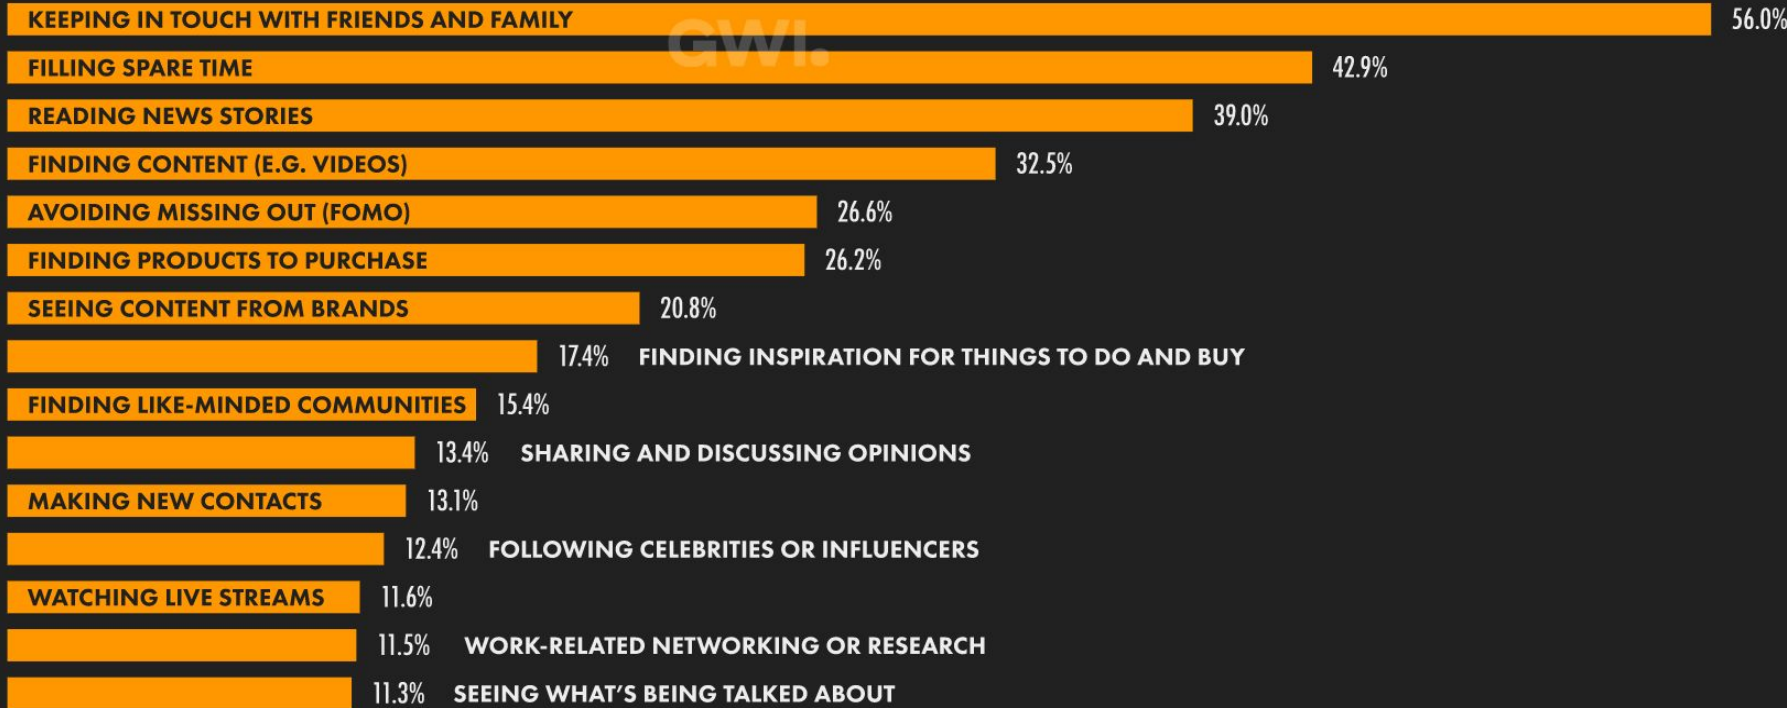 KEEPING IN TOUCH WITH FRIENDS AND FAMILY 56.0%
GWI.
FILLING SPARE TIME 42.9%
READING NEWS STORIES 39.0%
FINDING CONTENT (E.G. VIDEOS) 32.5%
AVOIDING MISSING OUT (FOMO) 26.6%
FINDING PRODUCTS TO PURCHASE 26.2%
SEEING CONTENT FROM BRANDS 20.8%
17.4% FINDING INSPIRATION FOR THINGS TO DO AND BUY
FINDING LIKE-MINDED COMMUNITIES 15.4%
13.4% SHARING AND DISCUSSING OPINIONS
MAKING NEW CONTACTS 13.1%
12.4% FOLLOWING CELEBRITIES OR INFLUENCERS
WATCHING LIVE STREAMS 11.6%
11.5% WORK-RELATED NETWORKING OR RESEARCH
11.3% SEEING WHAT'S BEING TALKED ABOUT